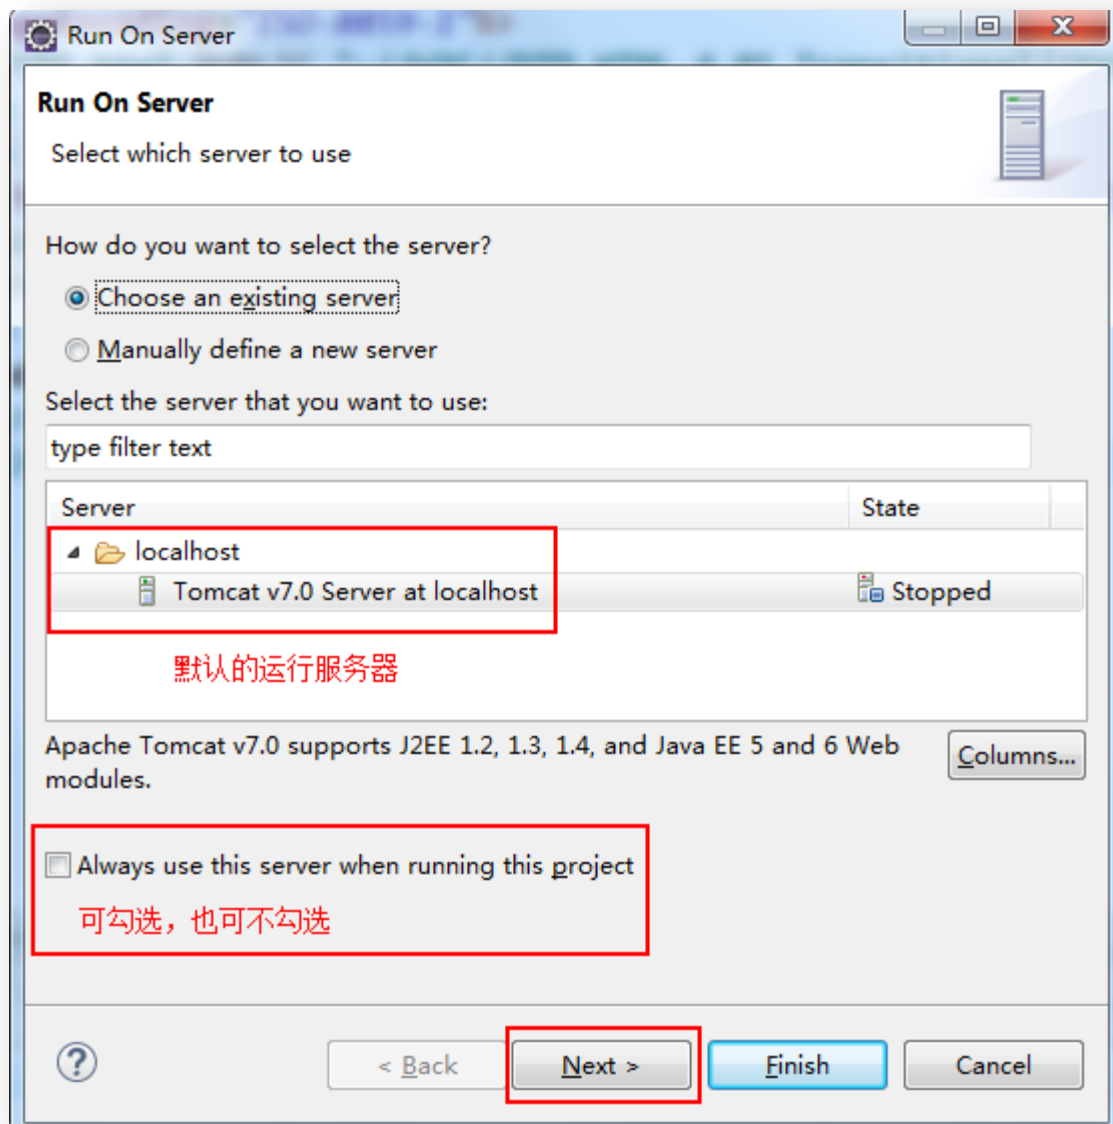 Run On Server
Run On Server
Select which server to use
How do you want to select the server?
Choose an existing server
Manually define a new server
Select the server that you want to use:
type filter text
Server State
localhost
Tomcat v7.0 Server at localhost Stopped
默认的运行服务器
Apache Tomcat v7.0 supports J2EE 1.2, 1.3, 1.4, and Java EE 5 and 6 Web
modules.
Columns...
Always use this server when running this project
可勾选，也可不勾选
? < Back Next > Finish Cancel